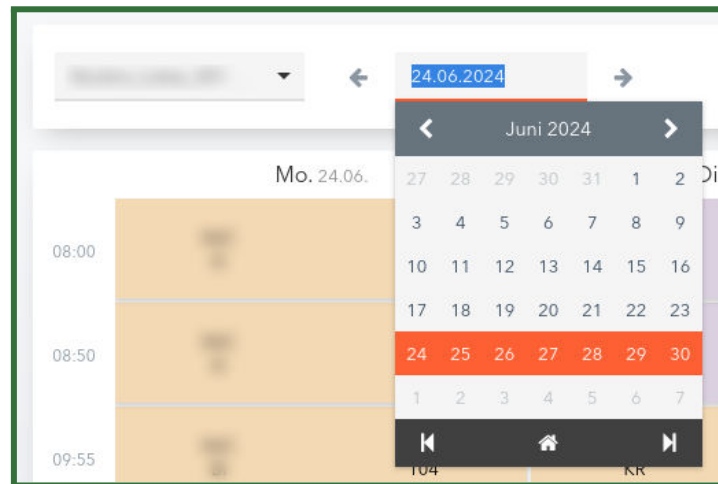 24.06.2024
Juni 2024
Mo. 24.06.
Di
27 28 29 30 31 1 2
3 4 5 6 7 8 9
08:00
10 11 12 13 14 15 16
17 18 19 20 21 22 23
08:50
24 25 26 27 28 29 30
1 2 3 4 5 6 7
09:55
104
KR